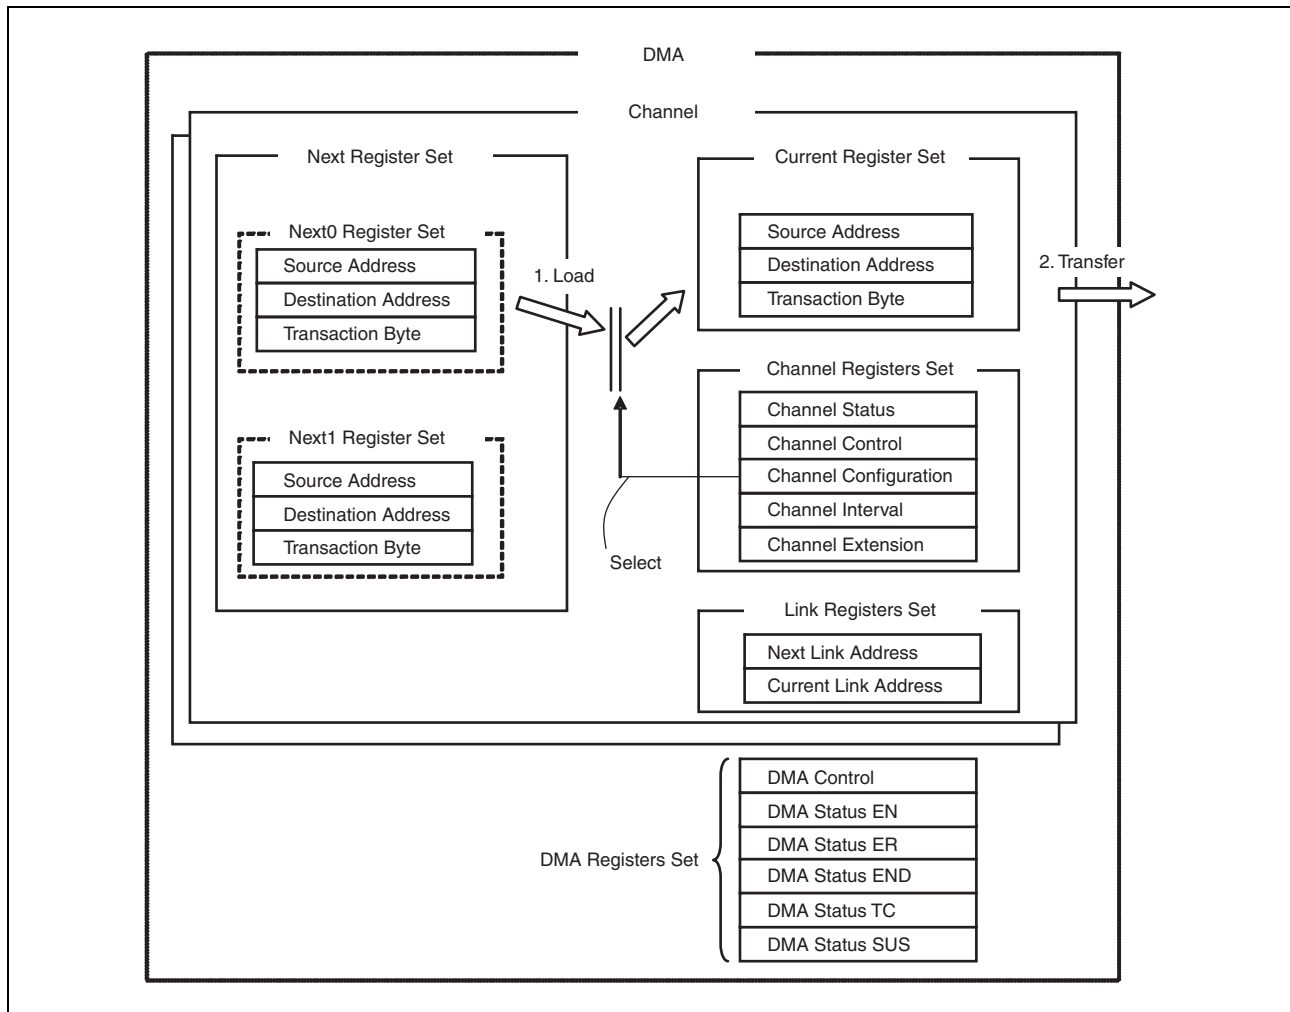 DMA
Channel
Next Register Set
Next0 Register Set
Source Address
Destination Address
Transaction Byte
Next1 Register Set
Source Address
Destination Address
Transaction Byte
1. Load
Select
Current Register Set
Source Address
Destination Address
Transaction Byte
2. Transfer
Channel Registers Set
Channel Status
Channel Control
Channel Configuration
Channel Interval
Channel Extension
Link Registers Set
Next Link Address
Current Link Address
DMA Registers Set
DMA Control
DMA Status EN
DMA Status ER
DMA Status END
DMA Status TC
DMA Status SUS